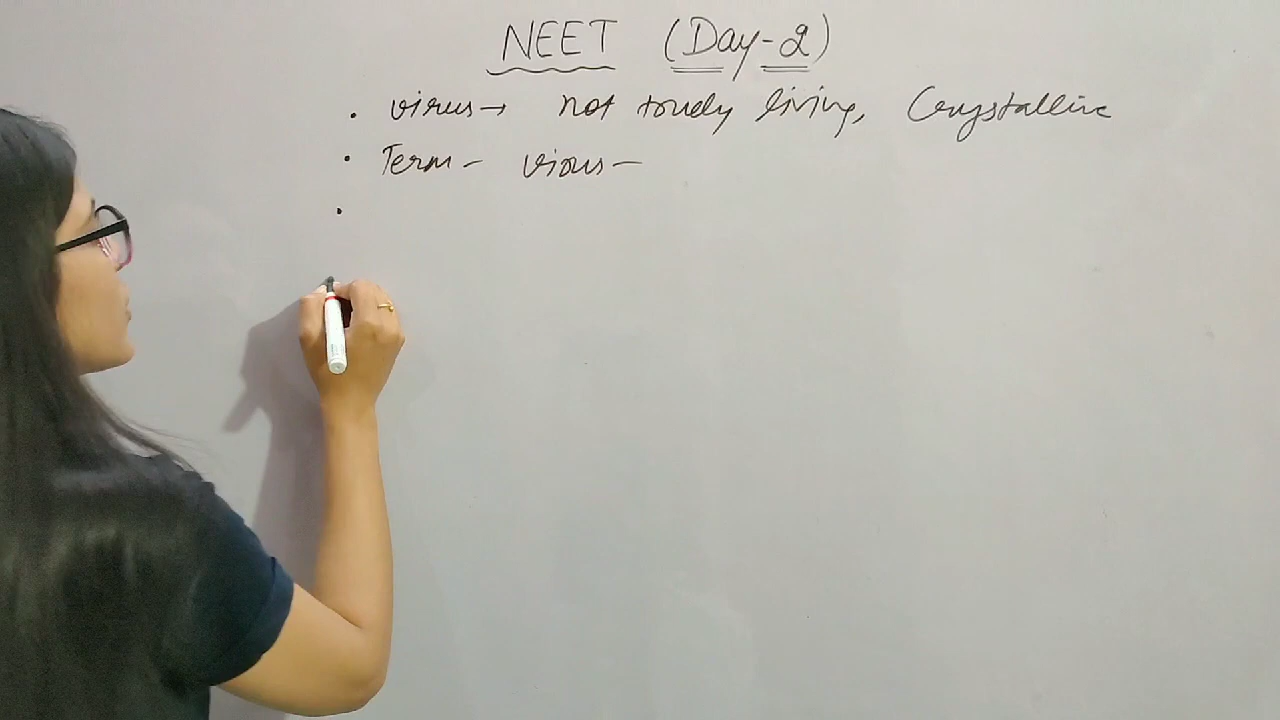 NEET (Day-2)
. virus→ not truely living, Crystalline
. Term - virus -
.